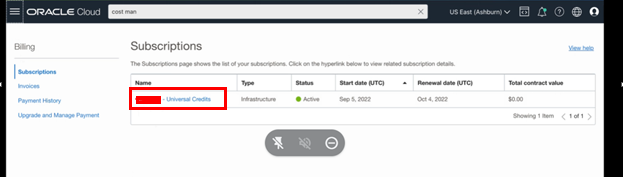 ORACLE Cloud
cost man
US East (Ashburn)
Billing
Subscriptions
Invoices
Payment History
Upgrade and Manage Payment
Subscriptions
View help
The Subscriptions page shows the list of your subscriptions. Click on the hyperlink below to view related subscription details.
Name Type Status Start date (UTC) Renewal date (UTC) Total contract value
- Universal Credits Infrastructure Active Sep 5, 2022 Oct 4, 2022 $0.00
Showing 1 Item 1 of 1